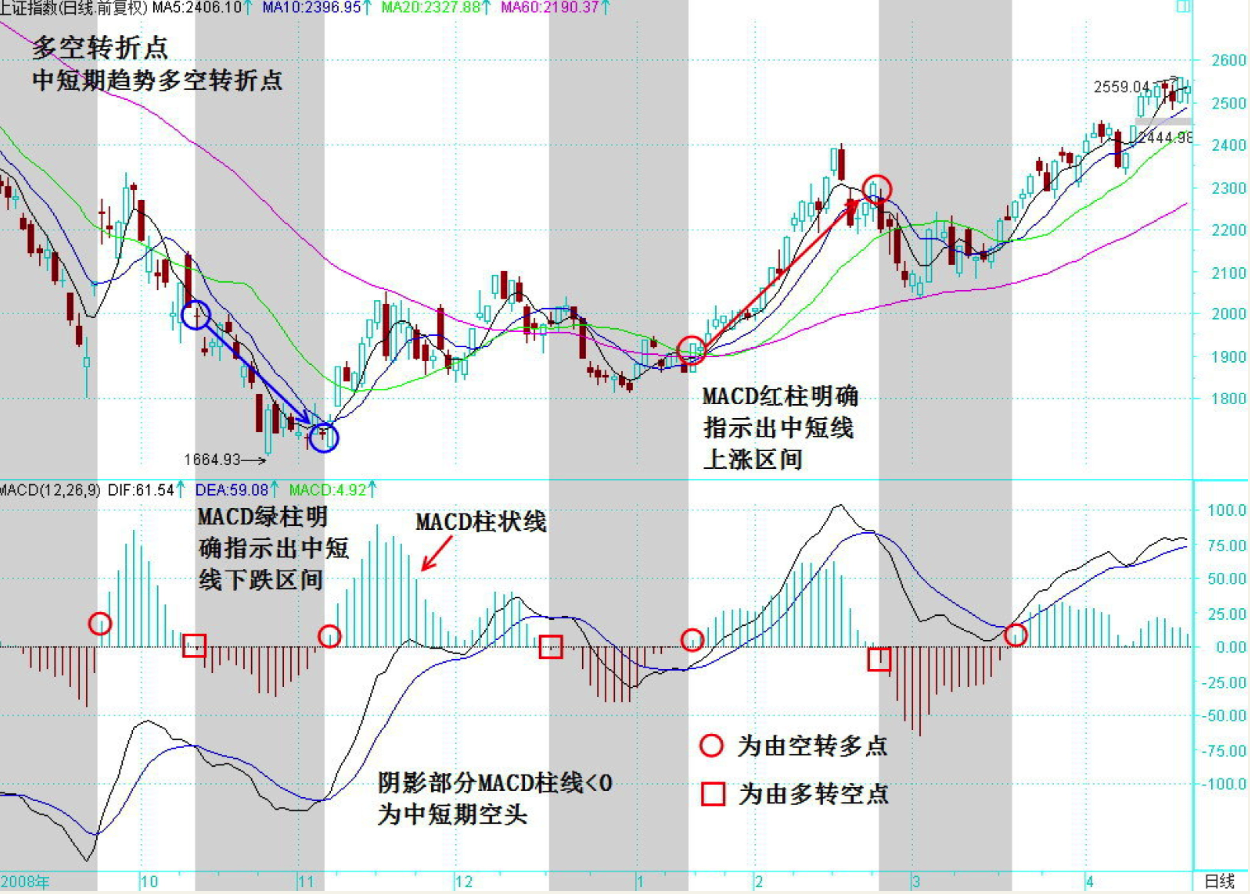 上证指数(日线.前复权) MA5:2406.10↑ MA10:2396.95↑ MA20:2327.88↑ MA60:2190.37↑
多空转折点
中短期趋势多空转折点
2600
2559.04
2500
2444.98
2400
2300
2200
2100
2000
1900
1800
MACD红柱明确
指示出中短线
上涨区间
1664.93
MACD(12,26,9) DIF:61.54↑ DEA:59.08↑ MACD:4.92↑
MACD绿柱明
确指示出中短
线下跌区间
MACD柱状线
100.0
75.00
50.00
25.00
0.00
-25.00
-50.00
-75.00
-100.0
为由空转多点
为由多转空点
阴影部分MACD柱线<0
为中短期空头
2008年 10 11 12 1 2 3 4 日线